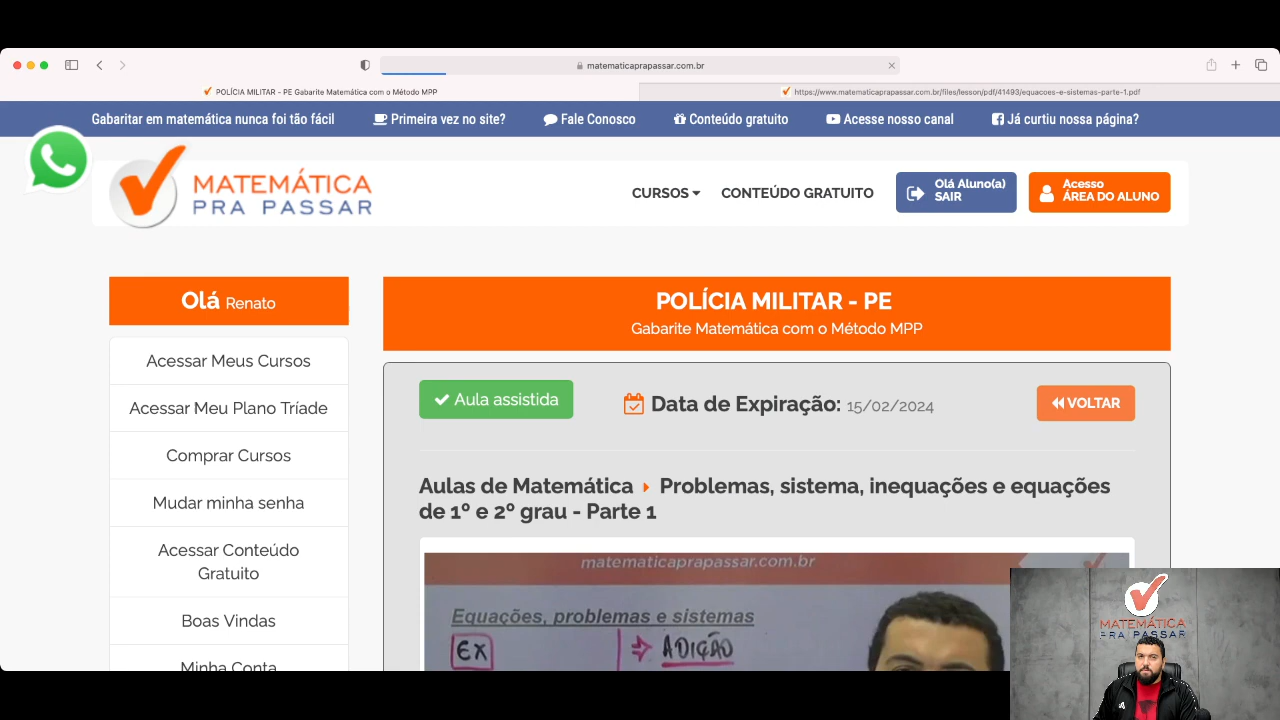 matematicaprapassar.com.br
POLÍCIA MILITAR - PE Gabarite Matemática com o Método MPP
https://www.matematicaprapassar.com.br/files/lesson/pdf/41493/equacoes-e-sistemas-parte-1.pdf
Gabaritar em matemática nunca foi tão fácil
Primeira vez no site?
Fale Conosco
Conteúdo gratuito
Acesse nosso canal
Já curtiu nossa página?
MATEMÁTICA
PRA PASSAR
CURSOS
CONTEÚDO GRATUITO
Olá Aluno(a)
SAIR
Acesso
ÁREA DO ALUNO
Olá Renato
Acessar Meus Cursos
Acessar Meu Plano Tríade
Comprar Cursos
Mudar minha senha
Acessar Conteúdo
Gratuito
Boas Vindas
Minha Conta
POLÍCIA MILITAR - PE
Gabarite Matemática com o Método MPP
Aula assistida
Data de Expiração: 15/02/2024
VOLTAR
Aulas de Matemática Problemas, sistema, inequações e equações
de 1º e 2º grau - Parte 1
matematicaprapassar.com.br
Equações, problemas e sistemas
EX
ADIÇÃO
MATEMÁTICA
PRA PASSAR